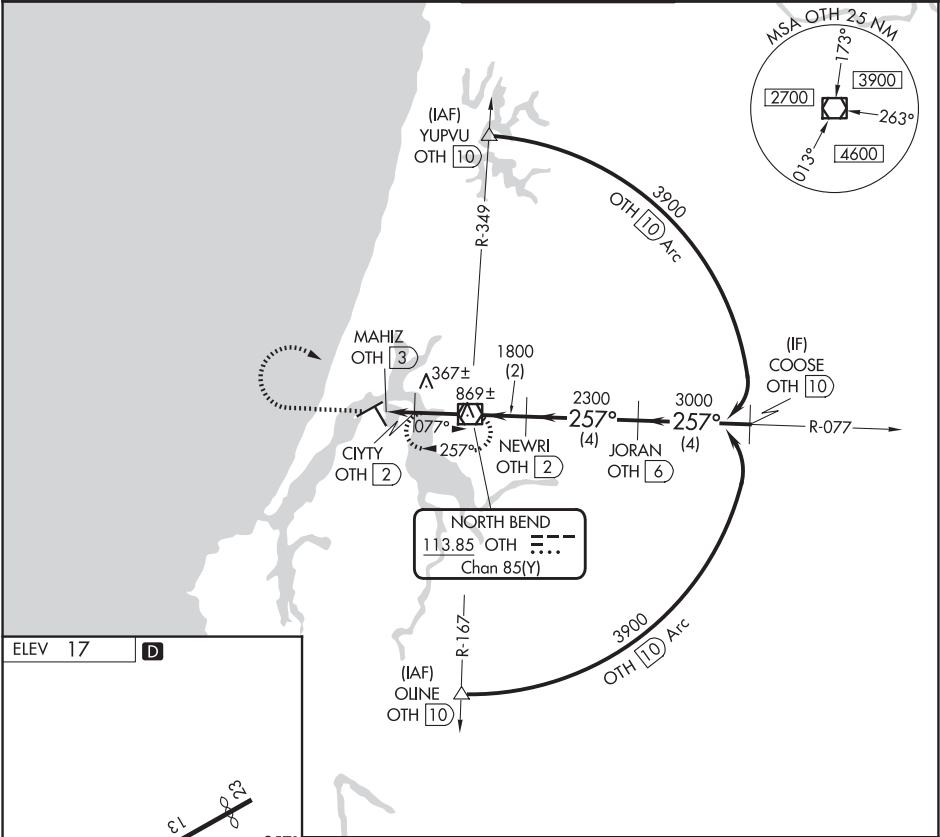 MSA OTH 25 NM
173°
3900
2700
263°
013°
4600
(IAF)
YUPVU
OTH 10
3900
OTH 10 Arc
R-349
MAHIZ
OTH 3
367±
869±
1800
(2)
(IF)
COOSE
OTH 10
2300
257°
(4)
3000
257°
(4)
R-077
077°
257°
CIYTY
OTH 2
NEWRI
OTH 2
JORAN
OTH 6
NORTH BEND
113.85 OTH
Chan 85(Y)
R-167
3900
OTH 10 Arc
(IAF)
OLINE
OTH 10
ELEV 17 D
23
13